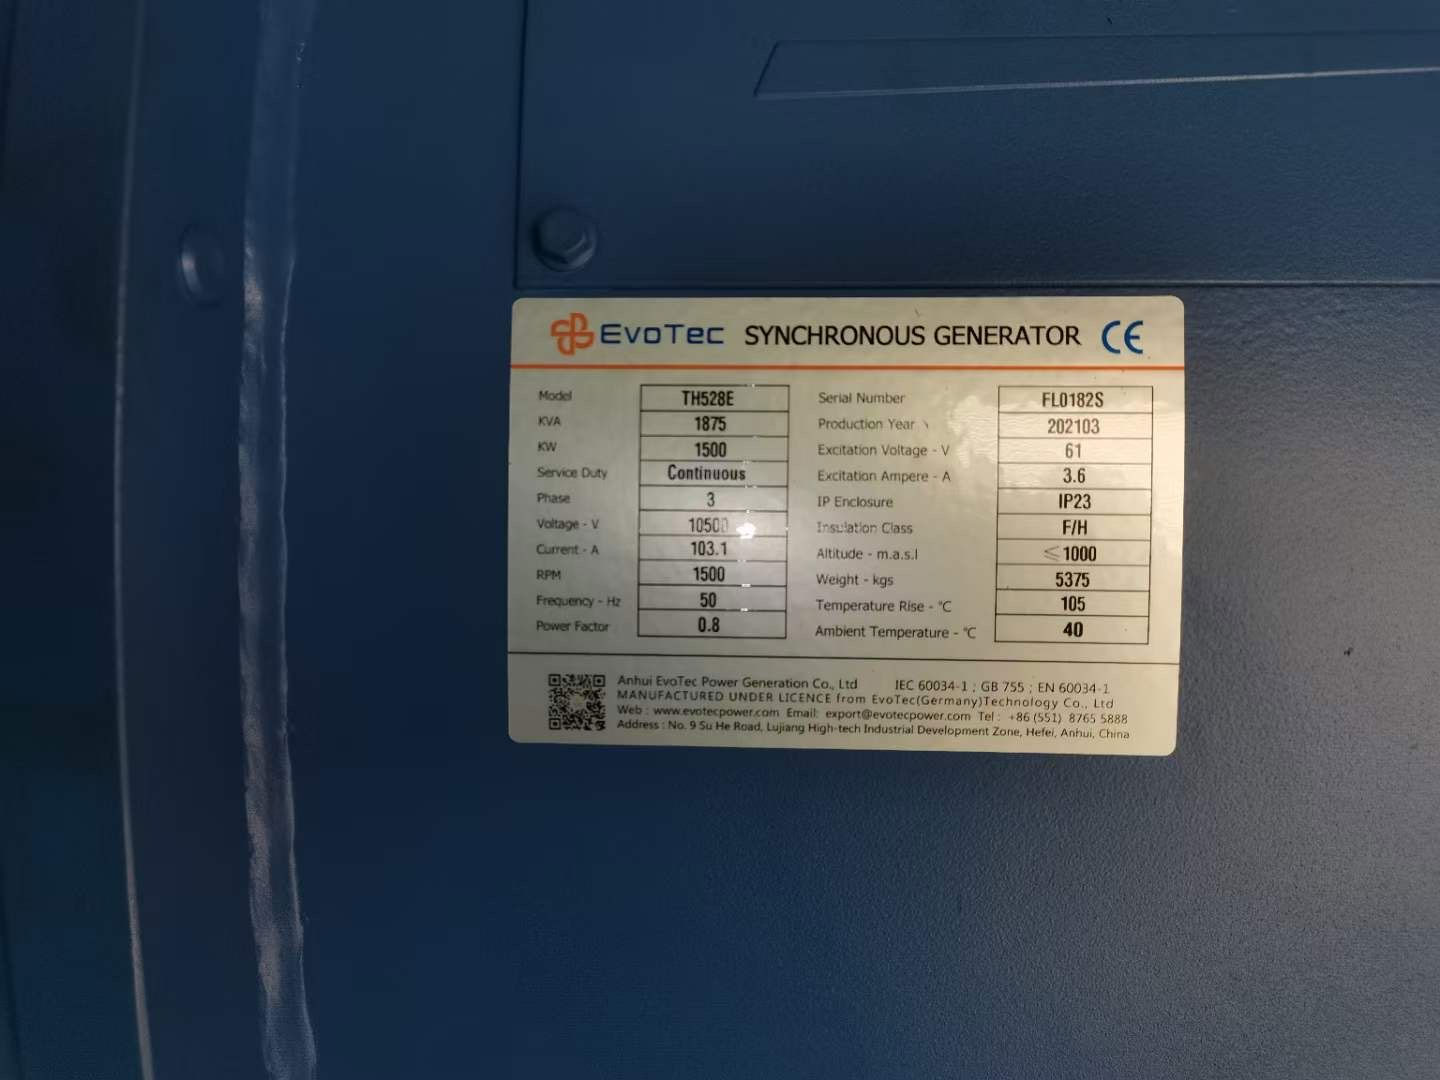 EvoTec SYNCHRONOUS GENERATOR CE
Model TH528E Serial Number FL0182S
KVA 1875 Production Year 202103
KW 1500 Excitation Voltage - V 61
Service Duty Continuous Excitation Ampere - A 3.6
Phase 3 IP Enclosure IP23
Voltage - V 10500 Insulation Class F/H
Current - A 103.1 Altitude - m.a.s.l ≤1000
RPM 1500 Weight - kgs 5375
Frequency - Hz 50 Temperature Rise - ℃ 105
Power Factor 0.8 Ambient Temperature - ℃ 40
Anhui EvoTec Power Generation Co., Ltd IEC 60034-1 ; GB 755 ; EN 60034-1
MANUFACTURED UNDER LICENCE from EvoTec(Germany)Technology Co., Ltd
Web : www.evotecpower.com Email: export@evotecpower.com Tel : +86 (551) 8765 5888
Address : No. 9 Su He Road, Lujiang High-tech Industrial Development Zone, Hefei, Anhui, China